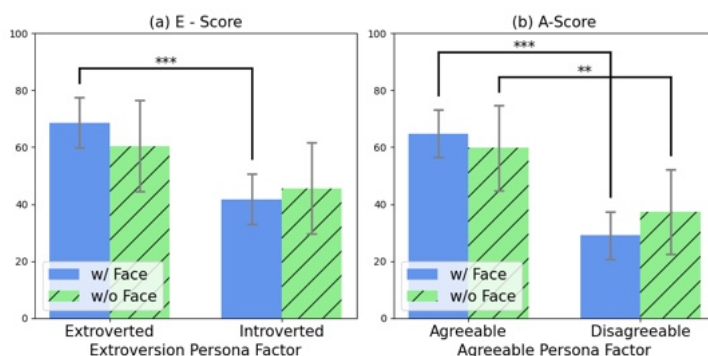 (a) E - Score
100
80
60
40
20
0
***
w/ Face
w/o Face
Extroverted
Introverted
Extroversion Persona Factor
(b) A-Score
100
80
60
40
20
0
***
**
w/ Face
w/o Face
Agreeable
Disagreeable
Agreeable Persona Factor